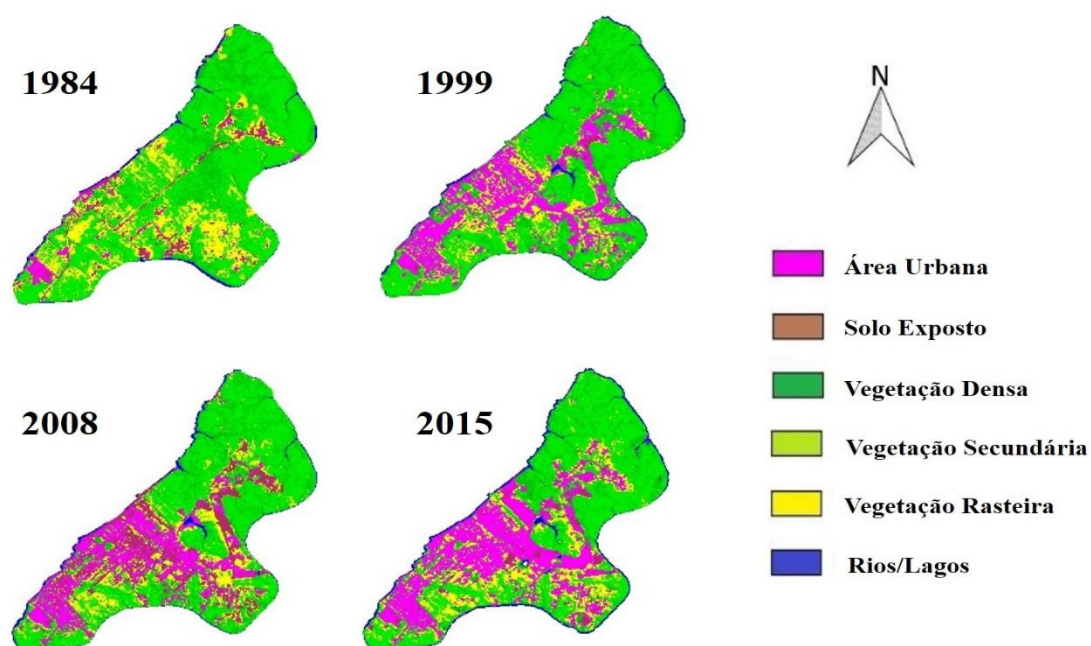 1984
1999
N
2008
2015
Área Urbana
Solo Exposto
Vegetação Densa
Vegetação Secundária
Vegetação Rasteira
Rios/Lagos